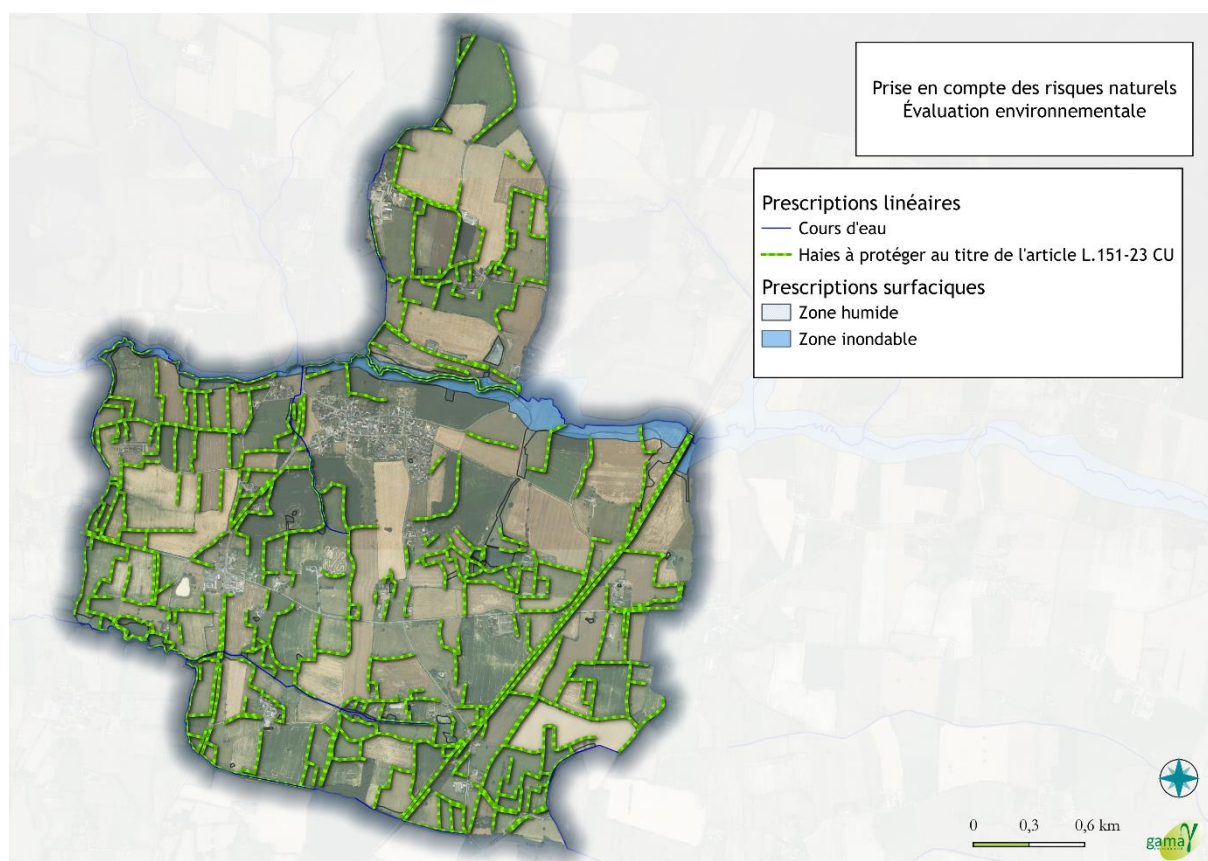 Prise en compte des risques naturels
Évaluation environnementale
Prescriptions linéaires
Cours d'eau
Haies à protéger au titre de l'article L.151-23 CU
Prescriptions surfaciques
Zone humide
Zone inondable
0 0,3 0,6 km
gama